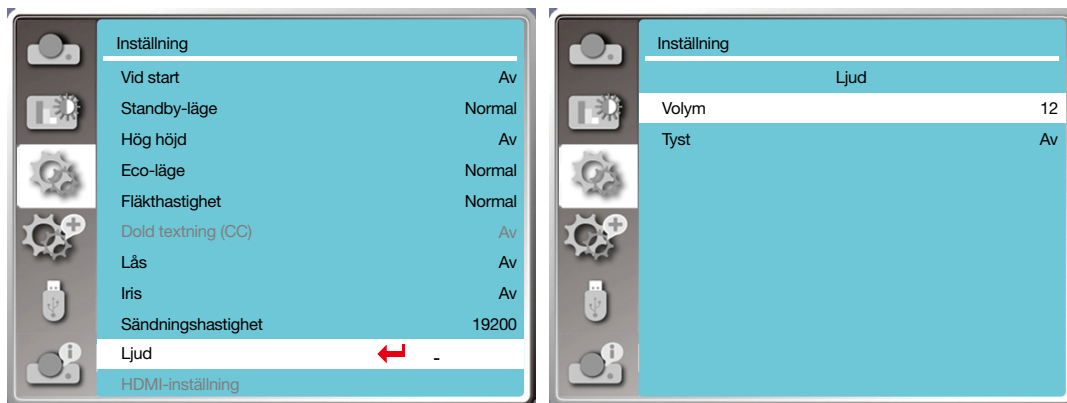 Inställning
Vid start Av
Standby-läge Normal
Hög höjd Av
Eco-läge Normal
Fläkthastighet Normal
Dold textning (CC) Av
Lås Av
Iris Av
Sändningshastighet 19200
Ljud -
HDMI-inställning
Inställning
Ljud
Volym 12
Tyst Av